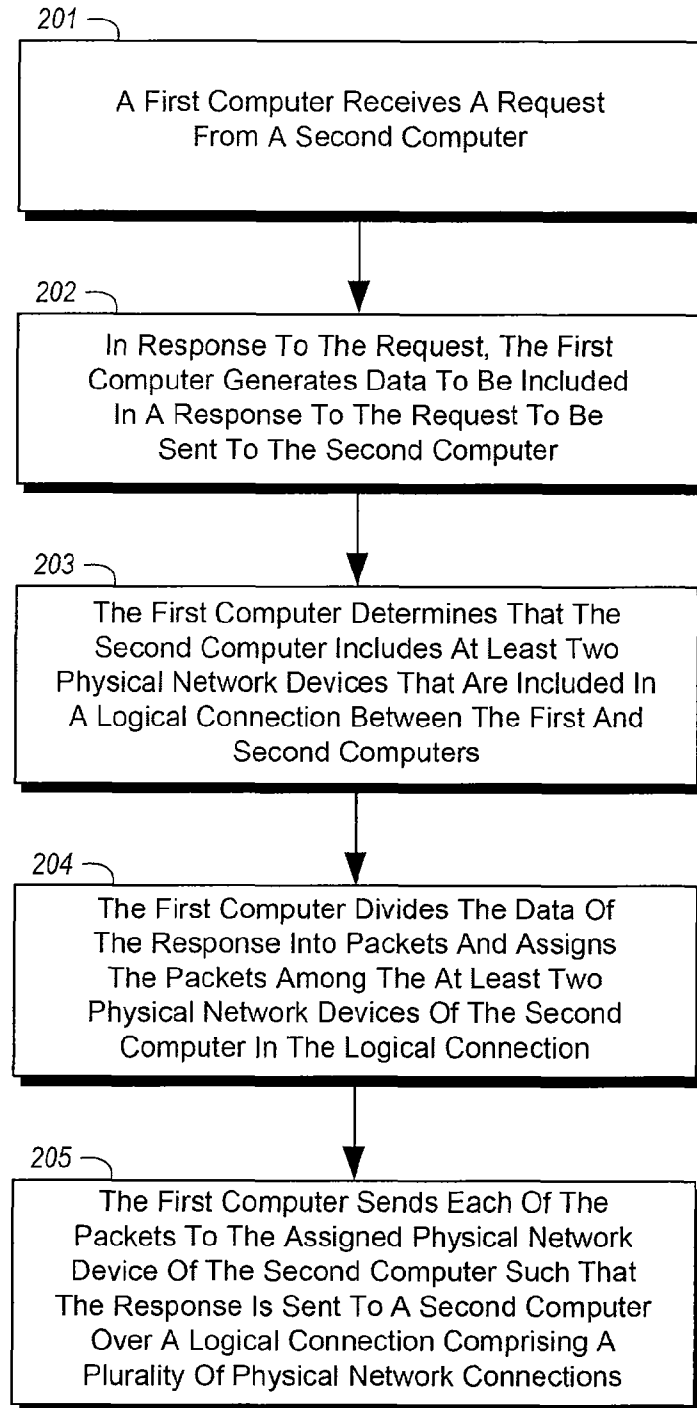 201
A First Computer Receives A Request
From A Second Computer
202
In Response To The Request, The First
Computer Generates Data To Be Included
In A Response To The Request To Be
Sent To The Second Computer
203
The First Computer Determines That The
Second Computer Includes At Least Two
Physical Network Devices That Are Included In
A Logical Connection Between The First And
Second Computers
204
The First Computer Divides The Data Of
The Response Into Packets And Assigns
The Packets Among The At Least Two
Physical Network Devices Of The Second
Computer In The Logical Connection
205
The First Computer Sends Each Of The
Packets To The Assigned Physical Network
Device Of The Second Computer Such That
The Response Is Sent To A Second Computer
Over A Logical Connection Comprising A
Plurality Of Physical Network Connections